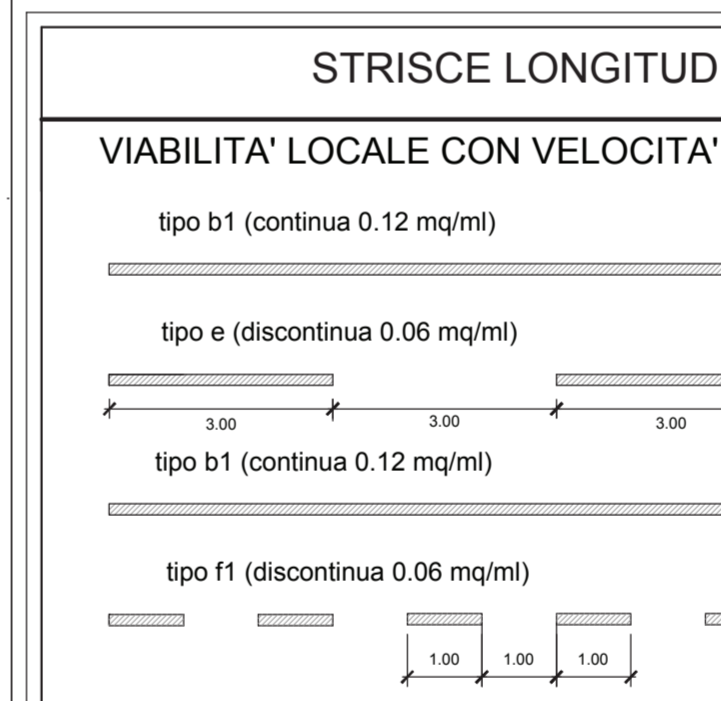 STRISCE LONGITUD
VIABILITA' LOCALE CON VELOCITA'
tipo b1 (continua 0.12 mq/ml)
tipo e (discontinua 0.06 mq/ml)
3.00 3.00 3.00
tipo b1 (continua 0.12 mq/ml)
tipo f1 (discontinua 0.06 mq/ml)
1.00 1.00 1.00